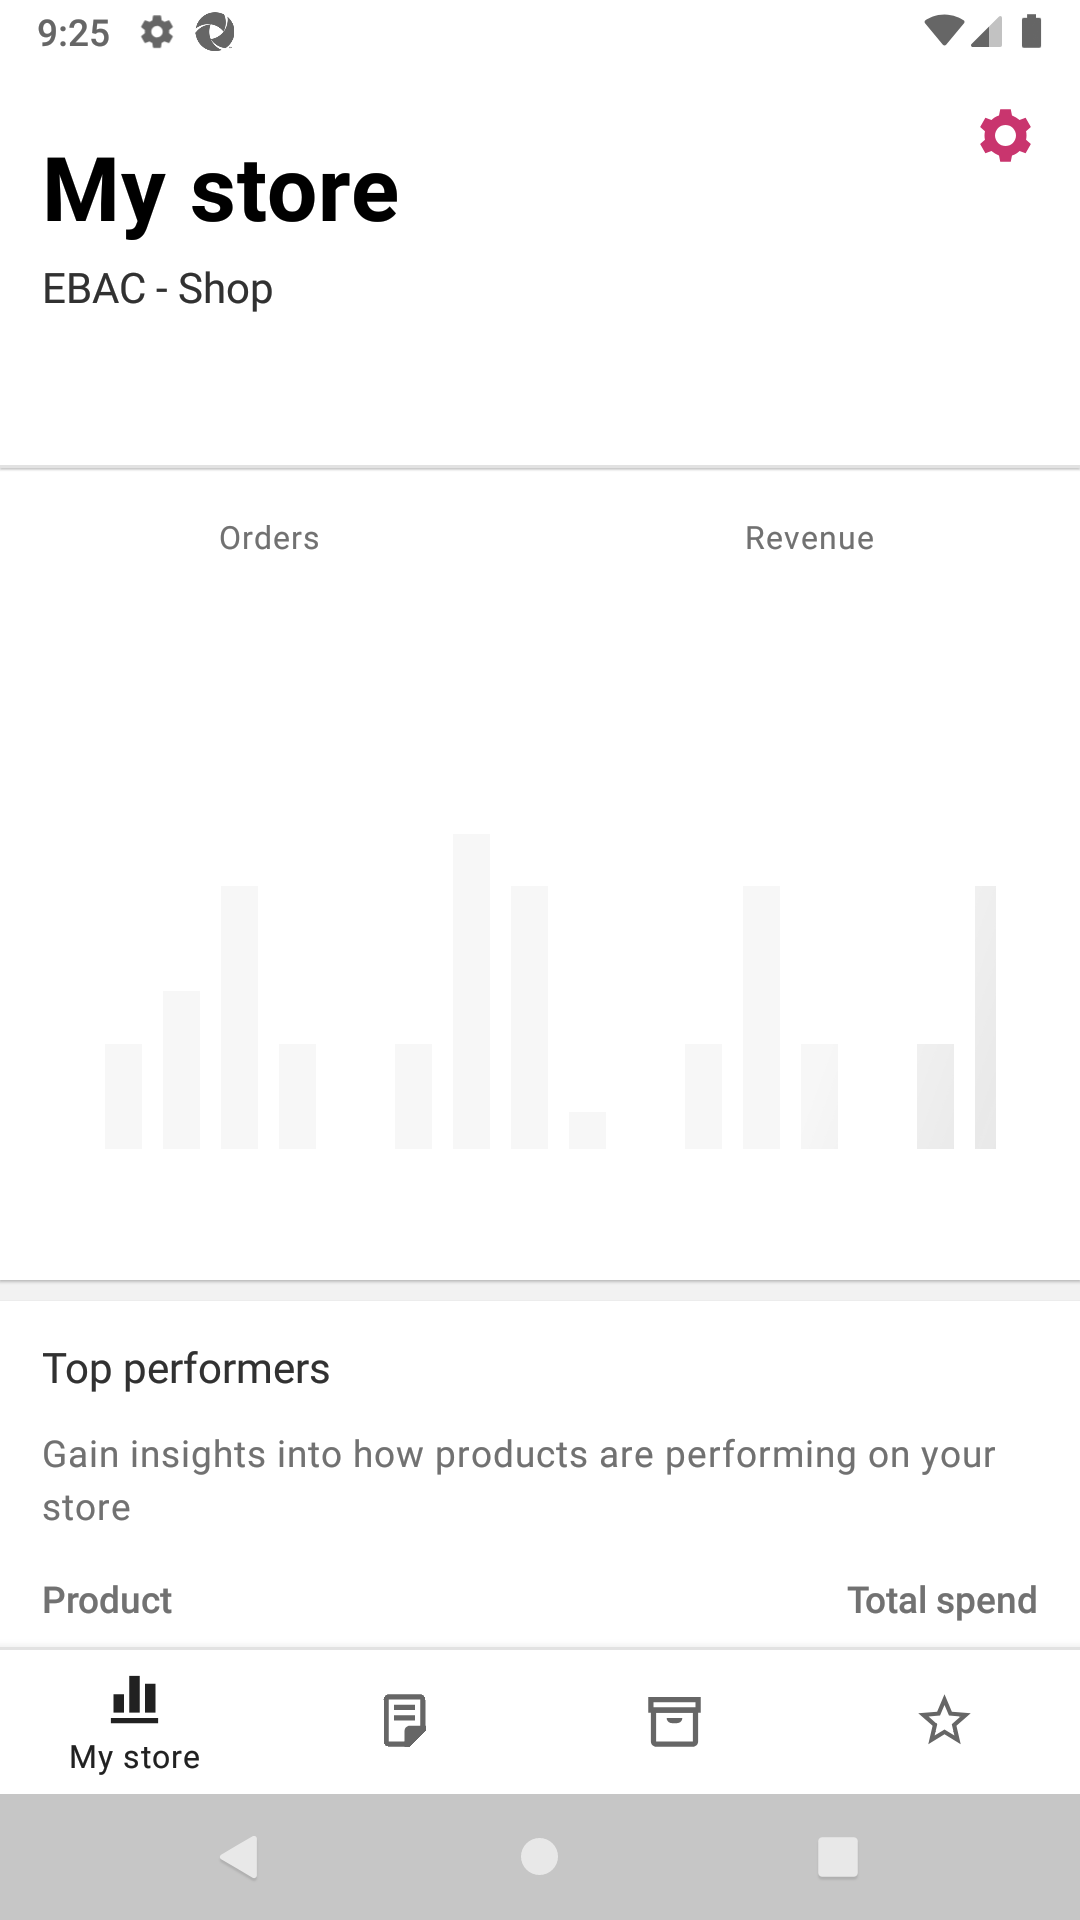 9:25
My store
EBAC - Shop
Orders
Revenue
Top performers
Gain insights into how products are performing on your
store
Product
Total spend
My store